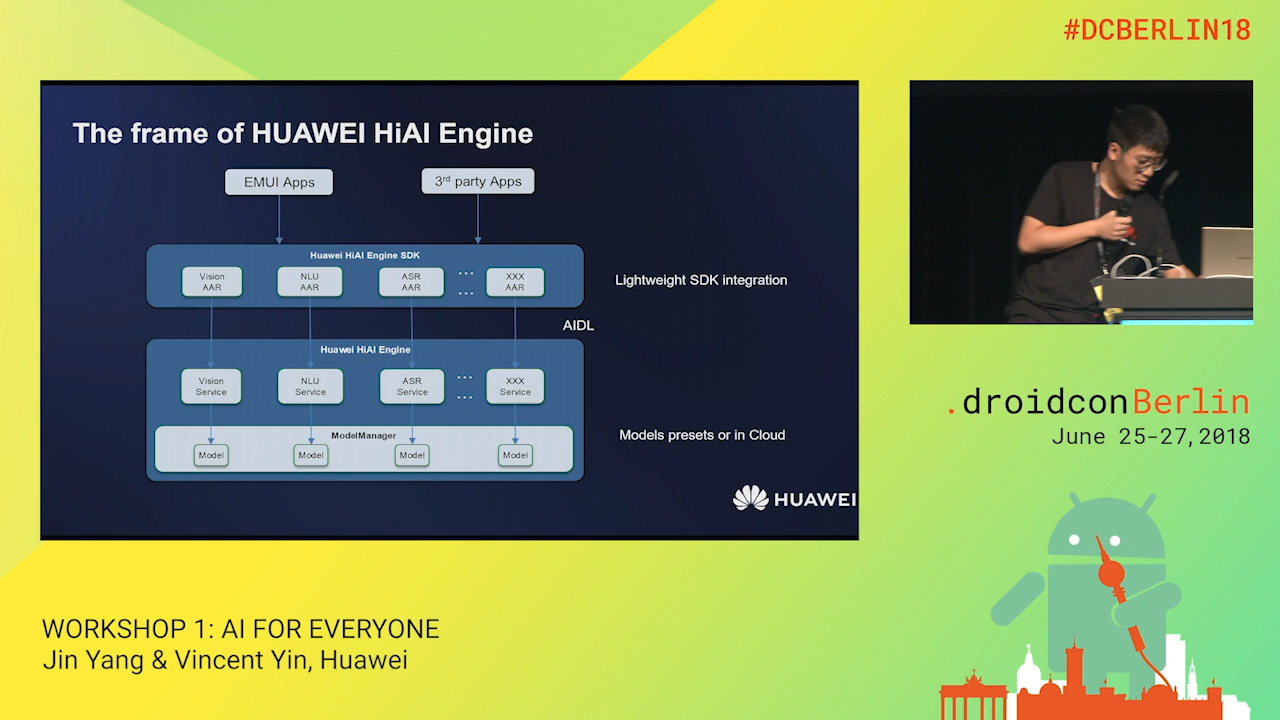 #DCBERLIN18
The frame of HUAWEI HiAI Engine
EMUI Apps
3rd party Apps
Huawei HiAI Engine SDK
Vision
AAR
NLU
AAR
ASR
AAR
...
...
XXX
AAR
Lightweight SDK integration
AIDL
Huawei HiAI Engine
Vision
Service
NLU
Service
ASR
Service
...
...
XXX
Service
ModelManager
Model
Model
Model
Model
Models presets or in Cloud
HUAWEI
.droidconBerlin
June 25-27, 2018
WORKSHOP 1: AI FOR EVERYONE
Jin Yang & Vincent Yin, Huawei